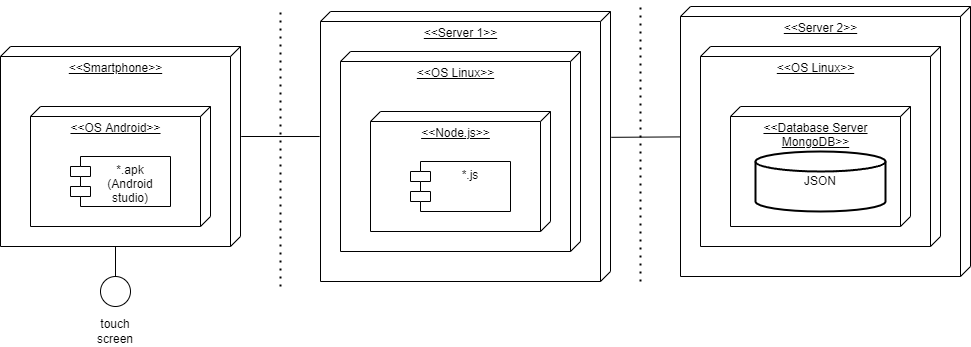 <<Smartphone>>
<<OS Android>>
*.apk
(Android
studio)
touch
screen
<<Server 1>>
<<OS Linux>>
<<Node.js>>
*.js
<<Server 2>>
<<OS Linux>>
<<Database Server
MongoDB>>
JSON